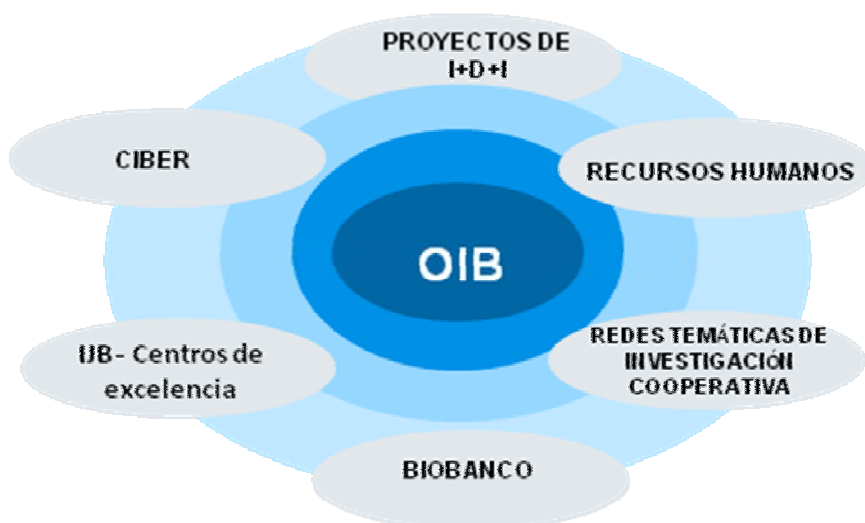 PROYECTOS DE
I+D+I
CIBER
RECURSOS HUMANOS
OIB
IJB- Centros de
excelencia
REDES TEMÁTICAS DE
INVESTIGACIÓN
COOPERATIVA
BIOBANCO